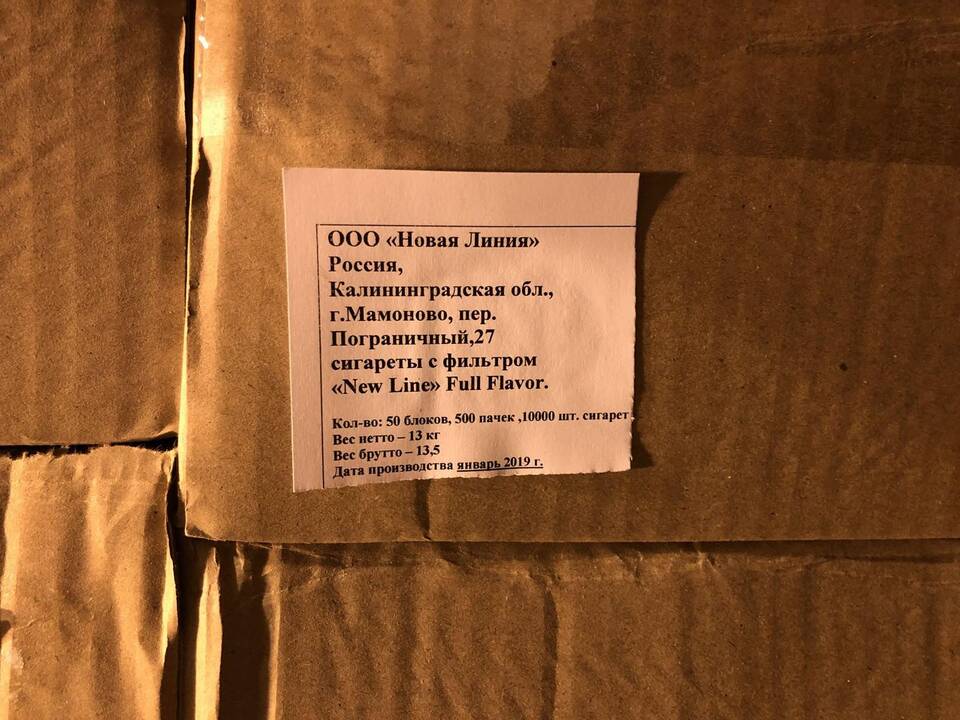 ООО «Новая Линия»
Россия,
Калининградская обл.,
г.Мамоново, пер.
Пограничный,27
сигареты с фильтром
«New Line» Full Flavor.
Кол-во: 50 блоков, 500 пачек ,10000 шт. сигарет
Вес нетто – 13 кг
Вес брутто – 13,5
Дата производства январь 2019 г.